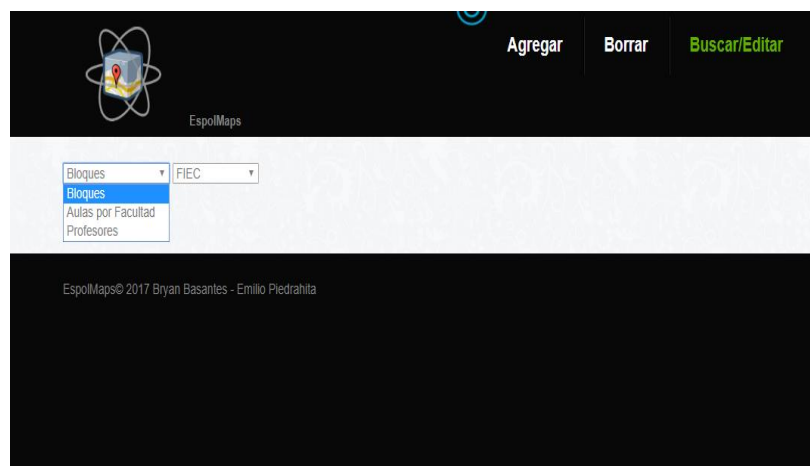 Agregar Borrar Buscar/Editar
EspolMaps
Bloques FIEC
Bloques
Aulas por Facultad
Profesores
EspolMaps© 2017 Bryan Basantes - Emilio Piedrahita